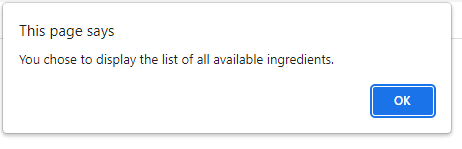 This page says
You chose to display the list of all available ingredients.
OK